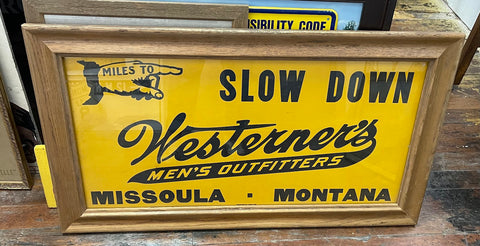 SIBILITY CODE
MILES TO
SLOW DOWN
Westerner's
MEN'S OUTFITTERS
MISSOULA · MONTANA